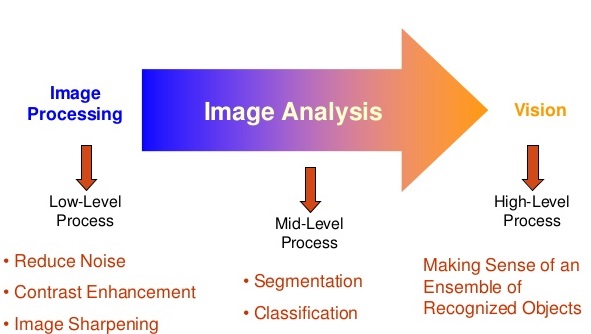 Image
Processing
Image Analysis
Vision
Low-Level
Process
Mid-Level
Process
High-Level
Process
• Reduce Noise
• Contrast Enhancement
• Image Sharpening
• Segmentation
• Classification
Making Sense of an
Ensemble of
Recognized Objects